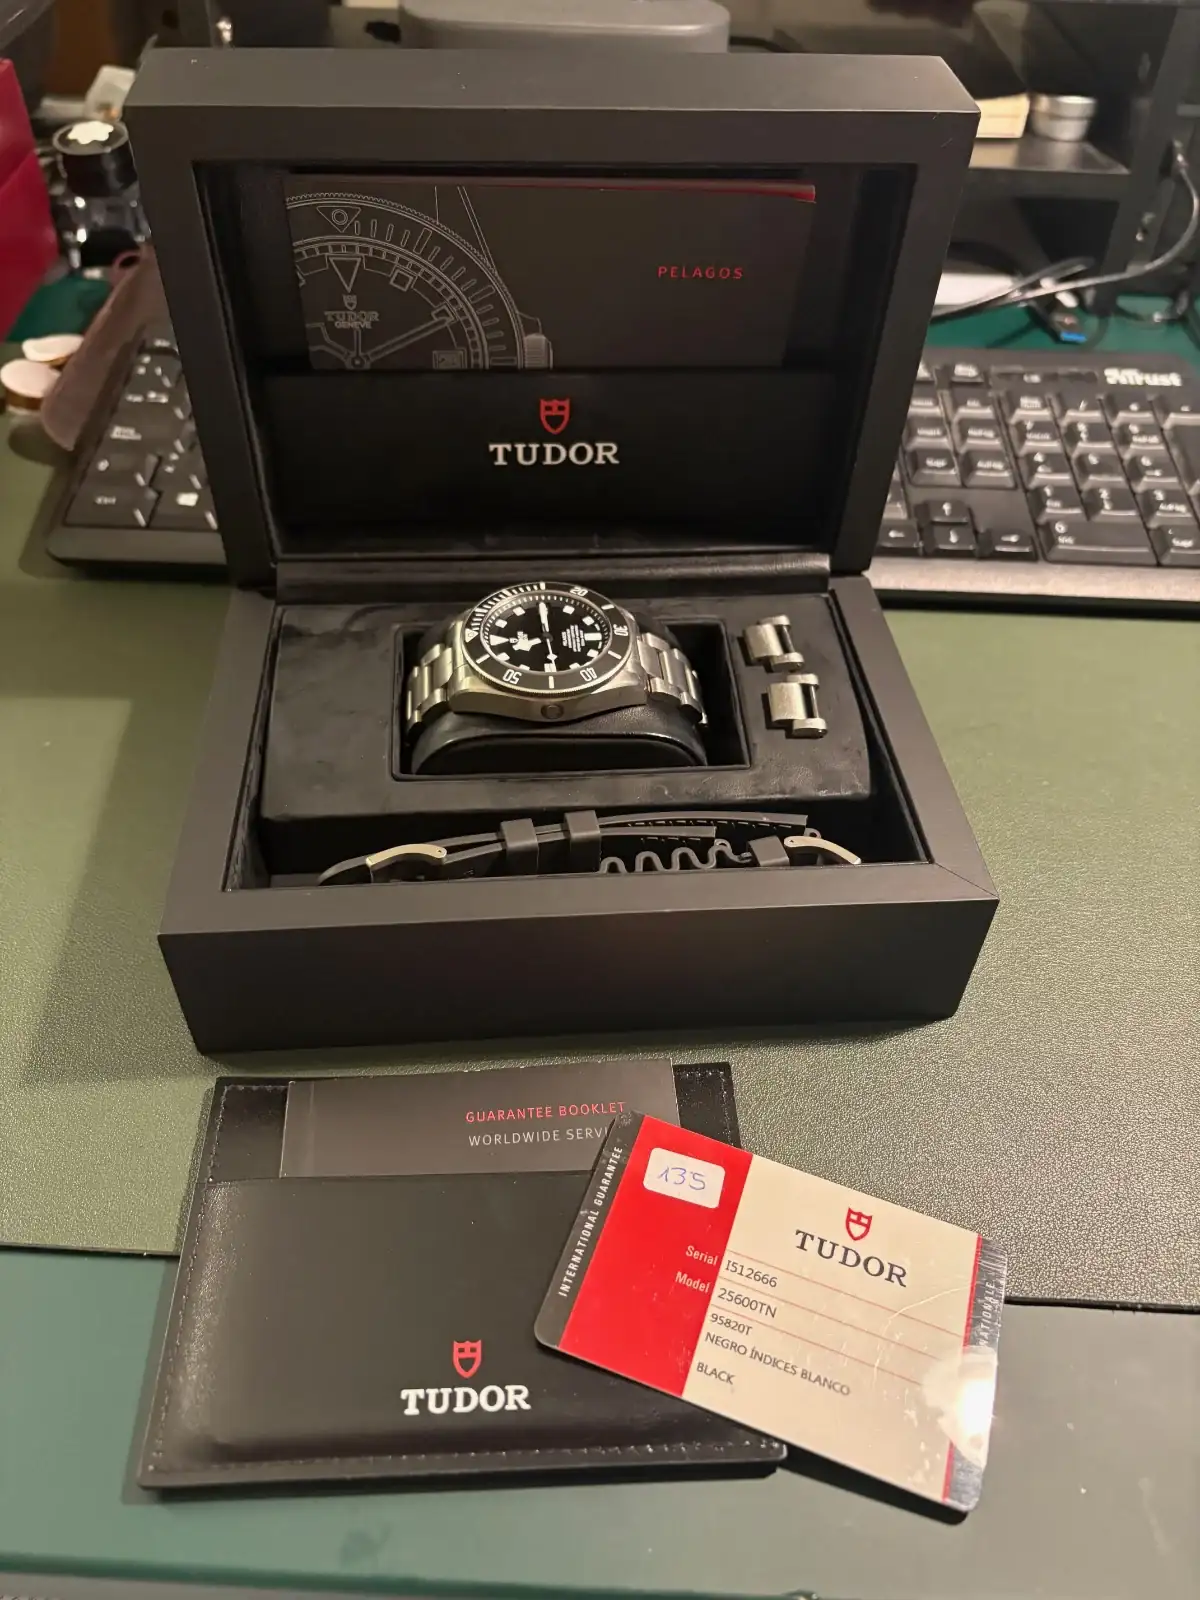 PELAGOS
TUDOR
GENEVE
TUDOR
20
30
40
50
Trust
GUARANTEE BOOKLET
WORLDWIDE
TUDOR
INTERNATIONAL GUARANTEE
135
TUDOR
Serial I512666
Model 25600TN
95820T
NEGRO ÍNDICES BLANCO
BLACK